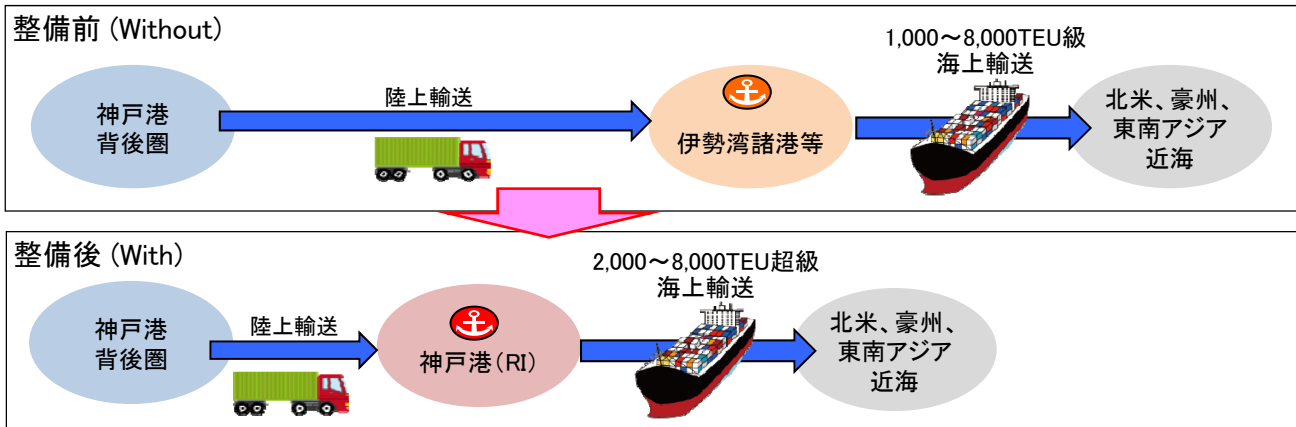 整備前 (Without)
神戸港
背後圏
陸上輸送
伊勢湾諸港等
1,000～8,000TEU級
海上輸送
北米、豪州、
東南アジア
近海
整備後 (With)
神戸港
背後圏
陸上輸送
神戸港(RI)
2,000～8,000TEU超級
海上輸送
北米、豪州、
東南アジア
近海